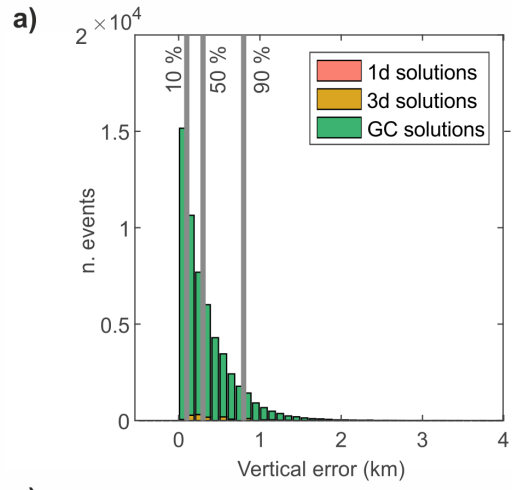 a)
2 ×10⁴
10 %
50 %
90 %
1d solutions
3d solutions
GC solutions
1.5
1
0.5
0
n. events
0 1 2 3 4
Vertical error (km)